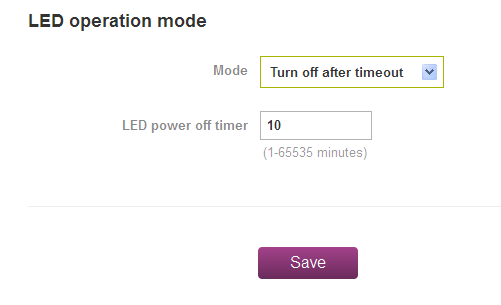 LED operation mode
Mode Turn off after timeout
LED power off timer 10
(1-65535 minutes)
Save